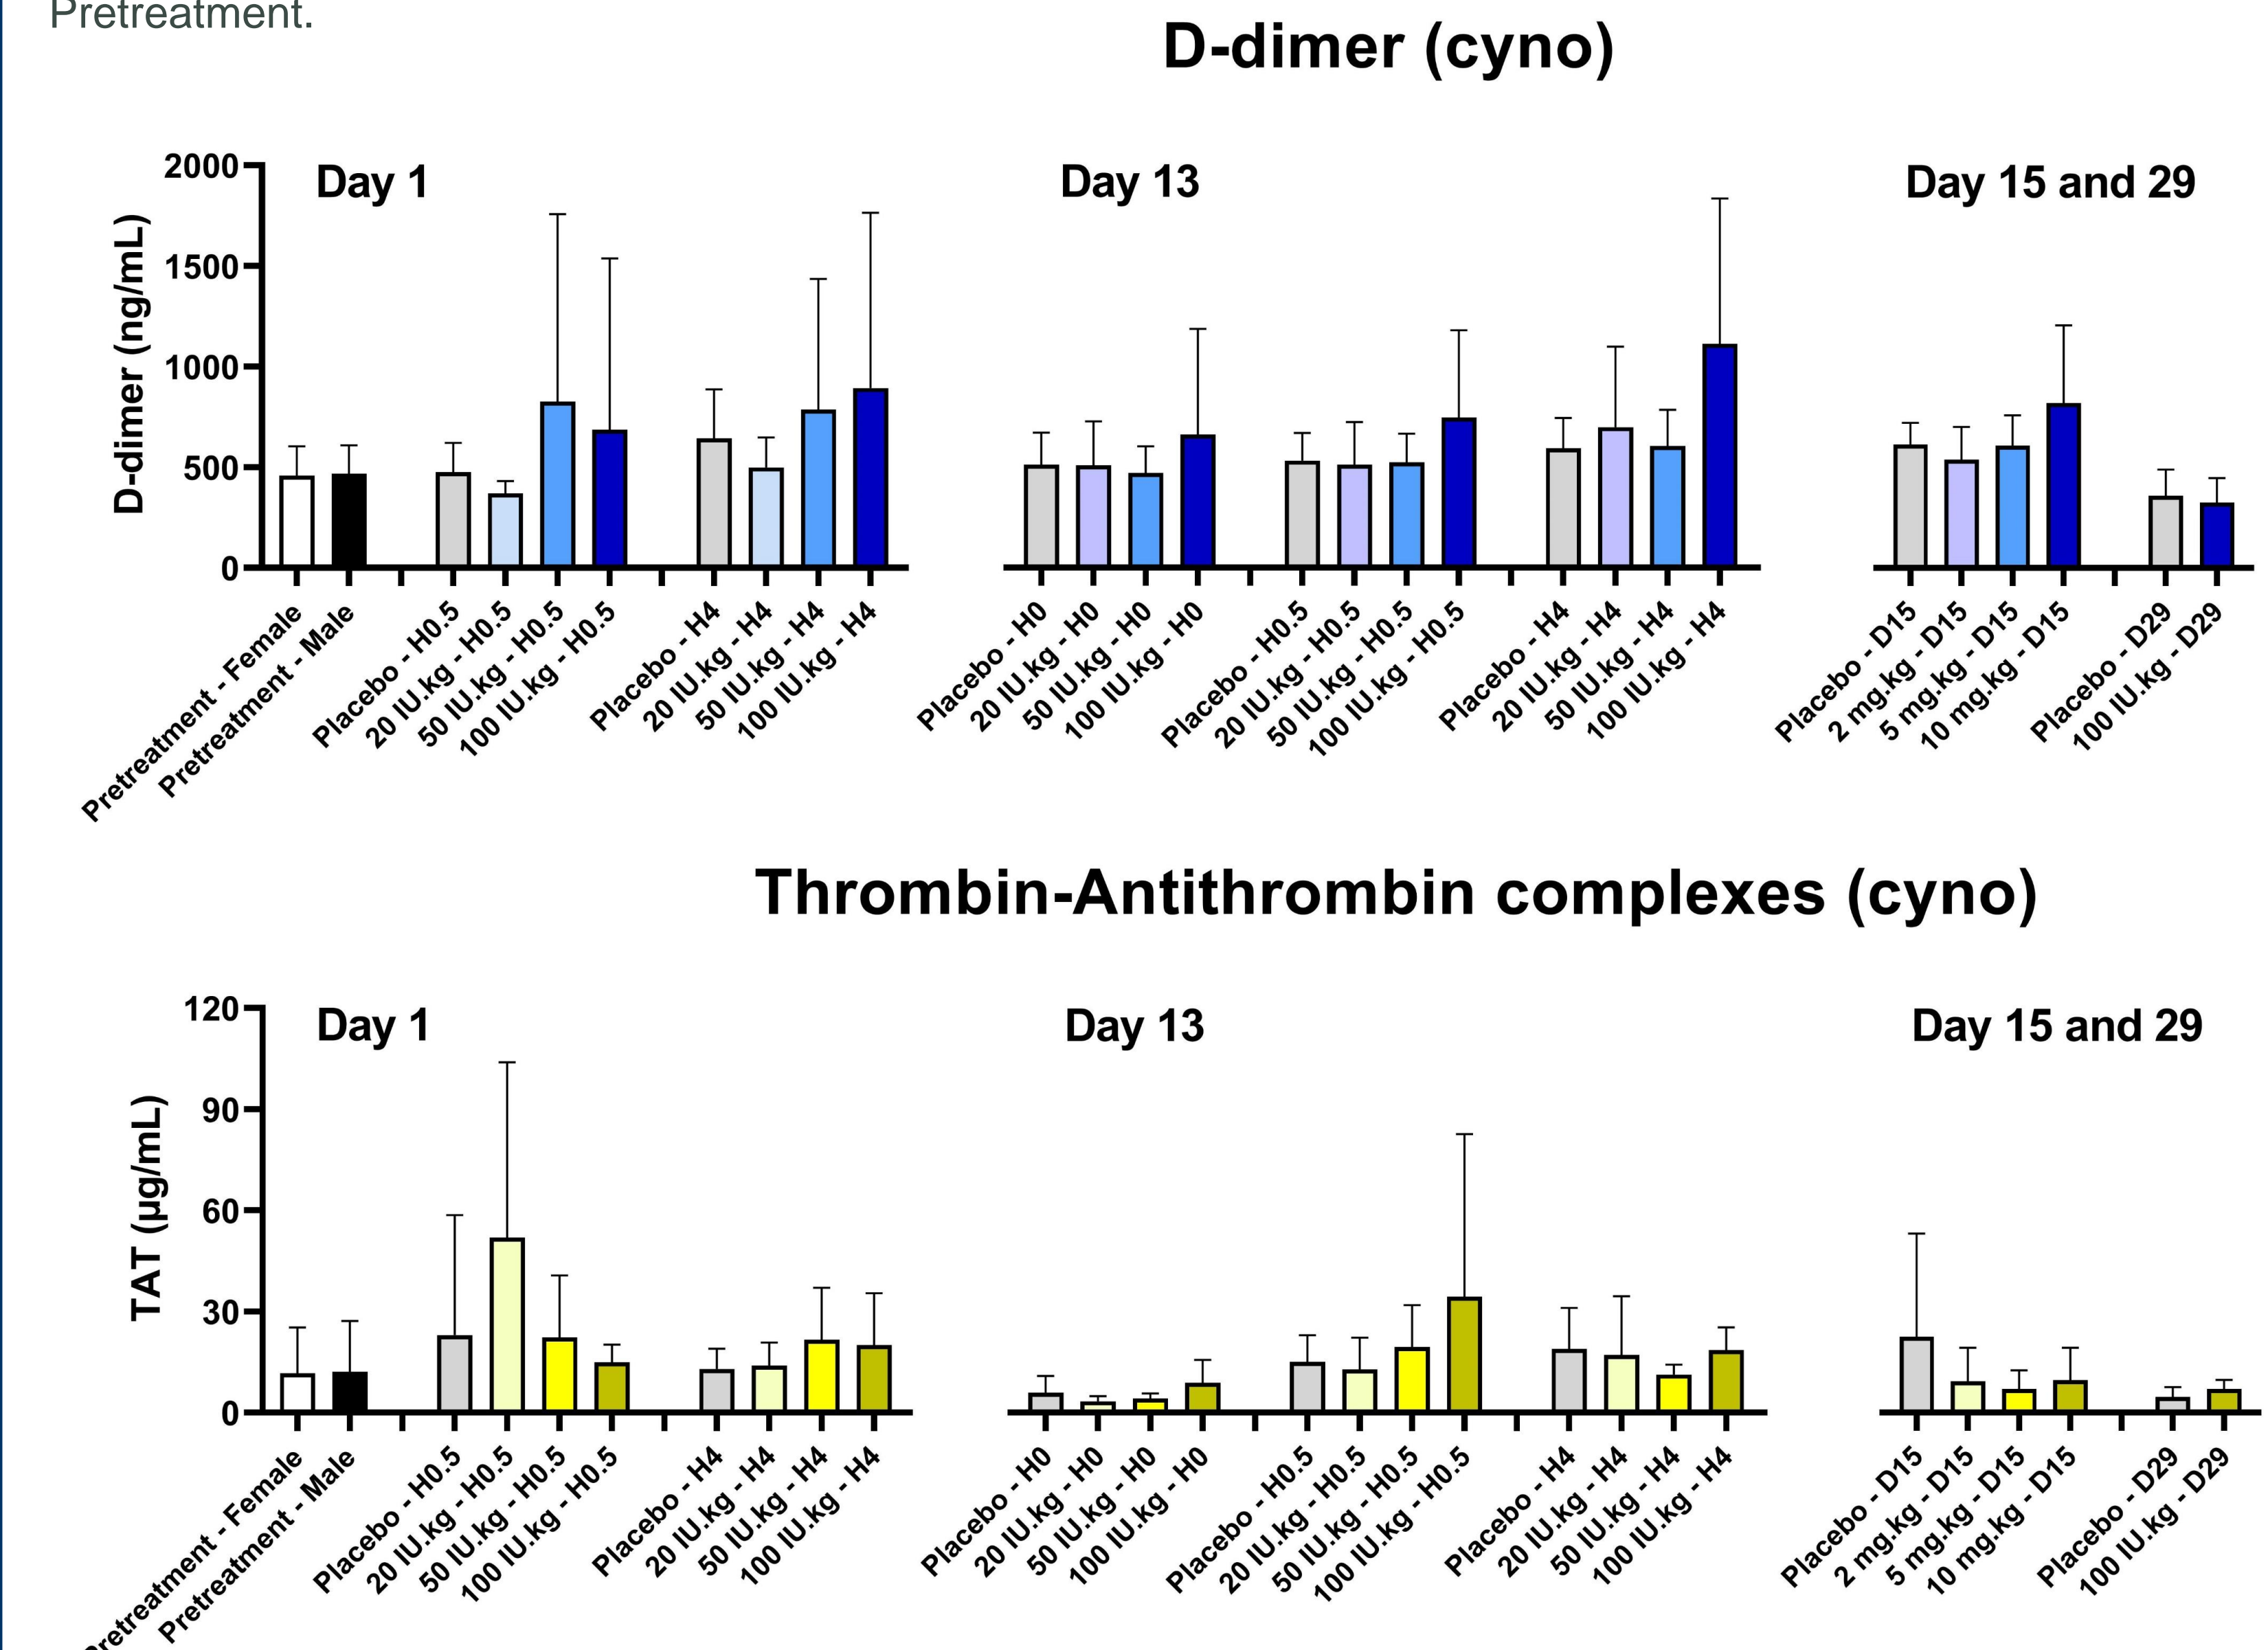 Pretreatment.
D-dimer (cyno)
Day 1
Day 13
Day 15 and 29
D-dimer (ng/mL)
2000
1500
1000
500
0
Pretreatment - Female
Pretreatment - Male
Placebo - H0.5
20 IU.kg - H0.5
50 IU.kg - H0.5
100 IU.kg - H0.5
Placebo - H4
20 IU.kg - H4
50 IU.kg - H4
100 IU.kg - H4
Placebo - H0
20 IU.kg - H0
50 IU.kg - H0
100 IU.kg - H0
Placebo - H0.5
20 IU.kg - H0.5
50 IU.kg - H0.5
100 IU.kg - H0.5
Placebo - H4
20 IU.kg - H4
50 IU.kg - H4
100 IU.kg - H4
Placebo - D15
2 mg.kg - D15
5 mg.kg - D15
10 mg.kg - D15
Placebo - D29
100 IU.kg - D29
Thrombin-Antithrombin complexes (cyno)
Day 1
Day 13
Day 15 and 29
TAT (µg/mL)
120
90
60
30
0
Pretreatment - Female
Pretreatment - Male
Placebo - H0.5
20 IU.kg - H0.5
50 IU.kg - H0.5
100 IU.kg - H0.5
Placebo - H4
20 IU.kg - H4
50 IU.kg - H4
100 IU.kg - H4
Placebo - H0
20 IU.kg - H0
50 IU.kg - H0
100 IU.kg - H0
Placebo - H0.5
20 IU.kg - H0.5
50 IU.kg - H0.5
100 IU.kg - H0.5
Placebo - H4
20 IU.kg - H4
50 IU.kg - H4
100 IU.kg - H4
Placebo - D15
2 mg.kg - D15
5 mg.kg - D15
10 mg.kg - D15
Placebo - D29
100 IU.kg - D29